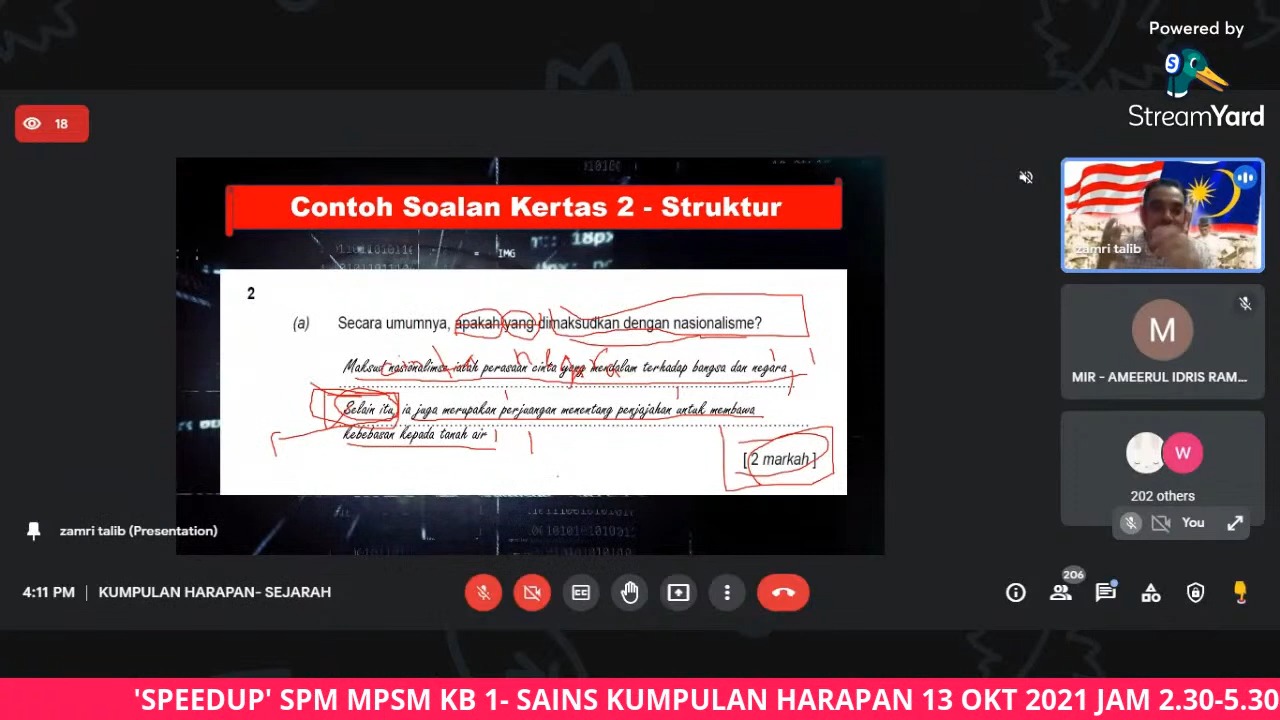 Powered by
StreamYard
18
Contoh Soalan Kertas 2 - Struktur
= IMG
18px
2
(a) Secara umumnya, apakah yang dimaksudkan dengan nasionalisme?
Maksud nasionalimse ialah perasaan cinta yang mendalam terhadap bangsa dan negara
Selain itu, ia juga merupakan perjuangan menentang penjajahan untuk membawa
kebebasan kepada tanah air
[ 2 markah ]
zamri talib
M
MIR - AMEERUL IDRIS RAM...
W
202 others
You
zamri talib (Presentation)
4:11 PM | KUMPULAN HARAPAN- SEJARAH
206
'SPEEDUP' SPM MPSM KB 1- SAINS KUMPULAN HARAPAN 13 OKT 2021 JAM 2.30-5.30